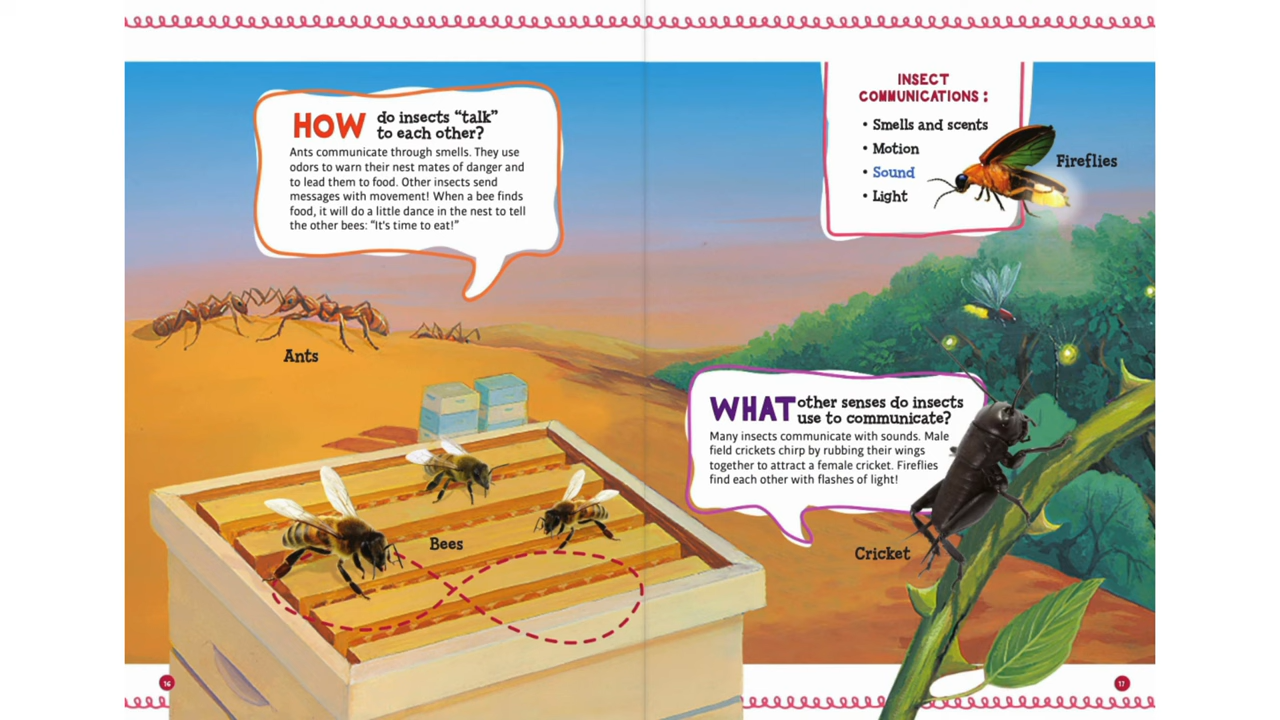 HOW do insects “talk”
to each other?
Ants communicate through smells. They use
odors to warn their nest mates of danger and
to lead them to food. Other insects send
messages with movement! When a bee finds
food, it will do a little dance in the nest to tell
the other bees: “It's time to eat!”
Ants
Bees
16
INSECT
COMMUNICATIONS:
• Smells and scents
• Motion
• Sound
• Light
Fireflies
WHAT other senses do insects
use to communicate?
Many insects communicate with sounds. Male
field crickets chirp by rubbing their wings
together to attract a female cricket. Fireflies
find each other with flashes of light!
Cricket
17